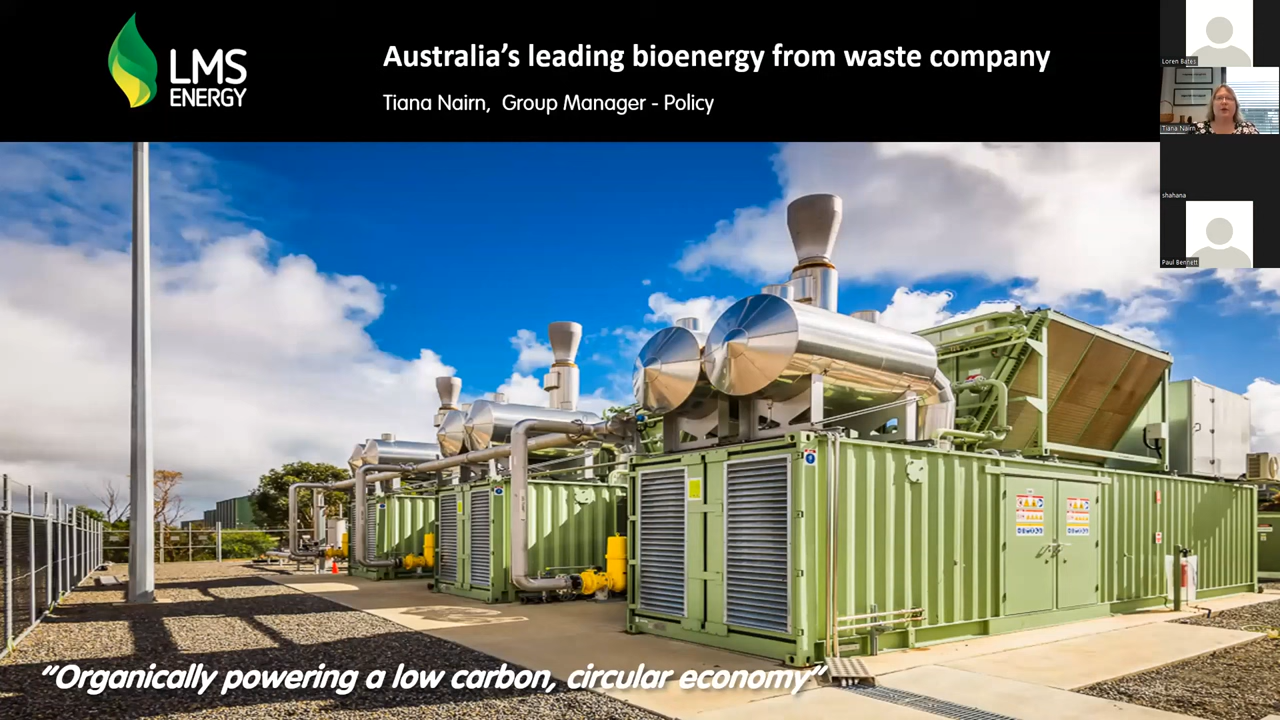 LMS
ENERGY
Australia's leading bioenergy from waste company
Tiana Nairn, Group Manager - Policy
Loren Bates
Tiana Nairn
shahana
Paul Bennett
"Organically powering a low carbon, circular economy"